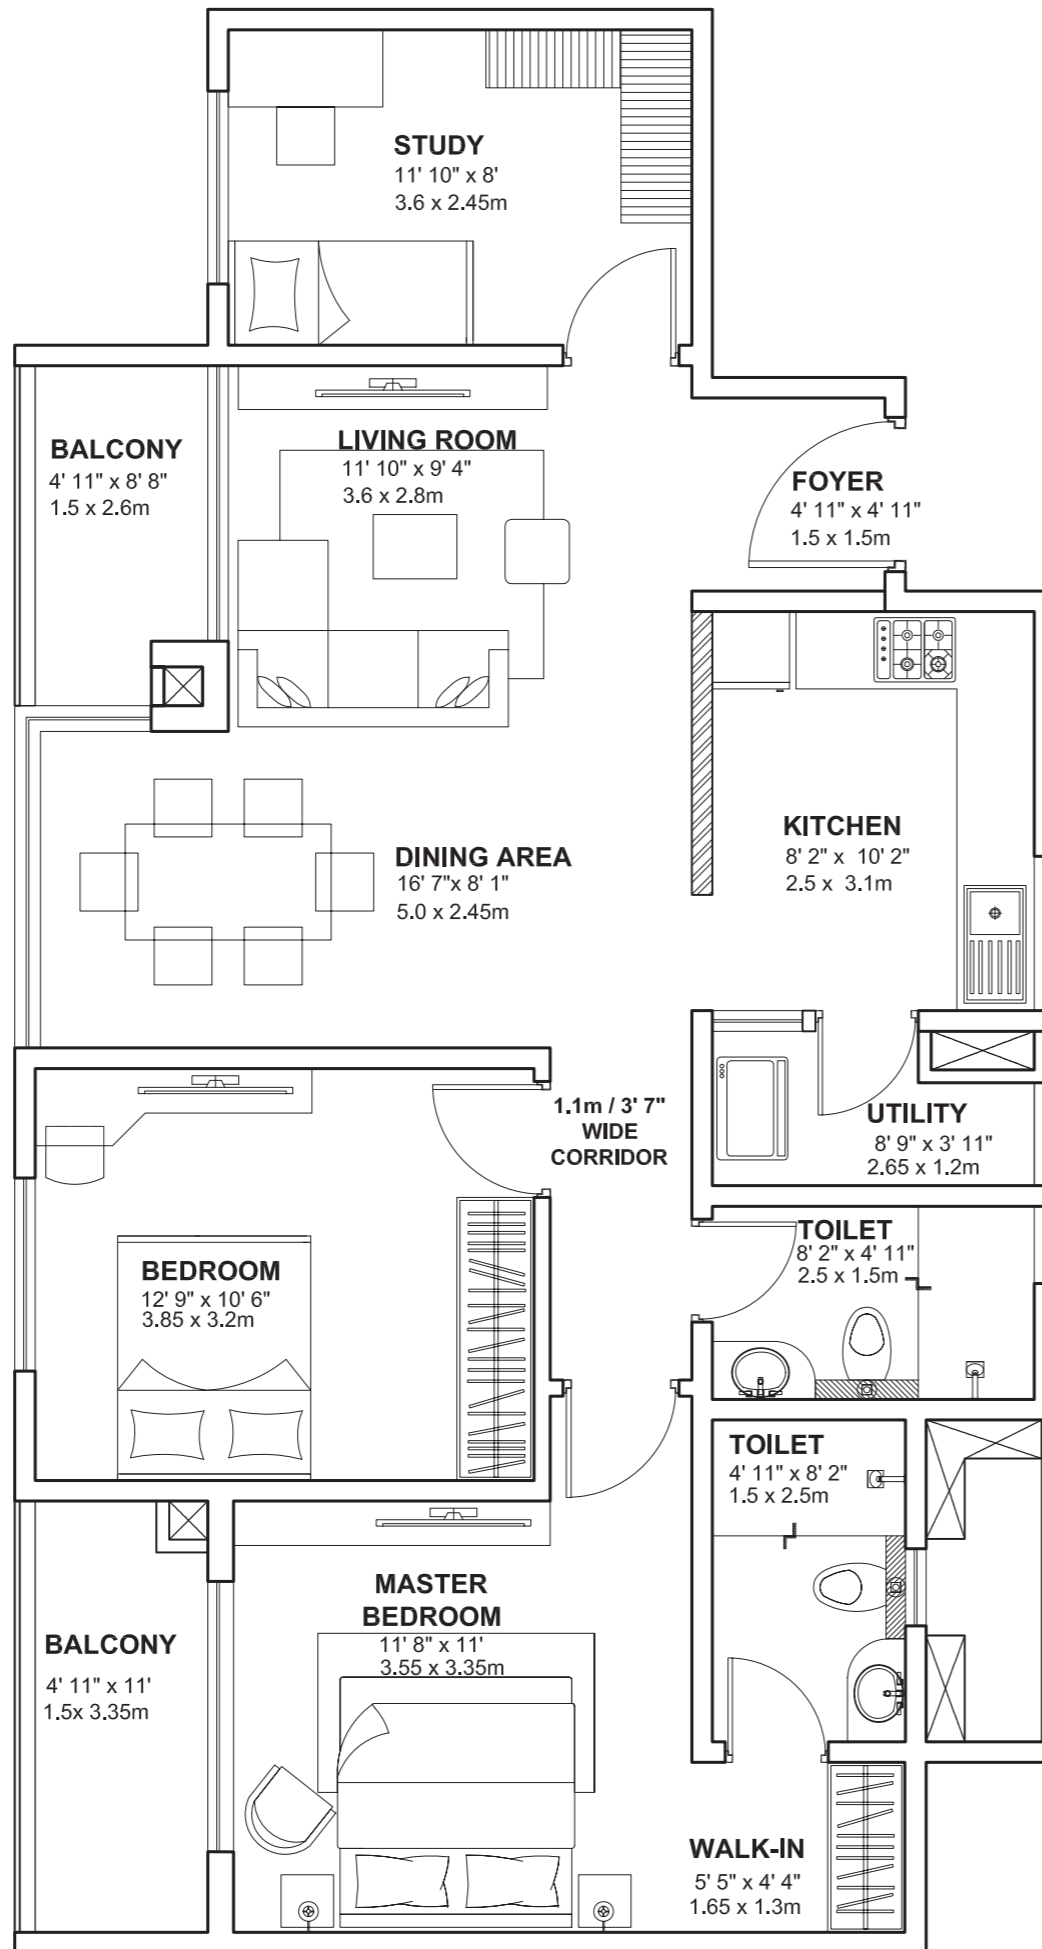 STUDY
11' 10" x 8'
3.6 x 2.45m
BALCONY
4' 11" x 8' 8"
1.5 x 2.6m
LIVING ROOM
11' 10" x 9' 4"
3.6 x 2.8m
FOYER
4' 11" x 4' 11"
1.5 x 1.5m
KITCHEN
8' 2" x 10' 2"
2.5 x 3.1m
DINING AREA
16' 7"x 8' 1"
5.0 x 2.45m
1.1m / 3' 7"
WIDE
CORRIDOR
UTILITY
8' 9" x 3' 11"
2.65 x 1.2m
TOILET
8' 2" x 4' 11"
2.5 x 1.5m
BEDROOM
12' 9" x 10' 6"
3.85 x 3.2m
TOILET
4' 11" x 8' 2"
1.5 x 2.5m
MASTER
BEDROOM
11' 8" x 11'
3.55 x 3.35m
BALCONY
4' 11" x 11'
1.5x 3.35m
WALK-IN
5' 5" x 4' 4"
1.65 x 1.3m